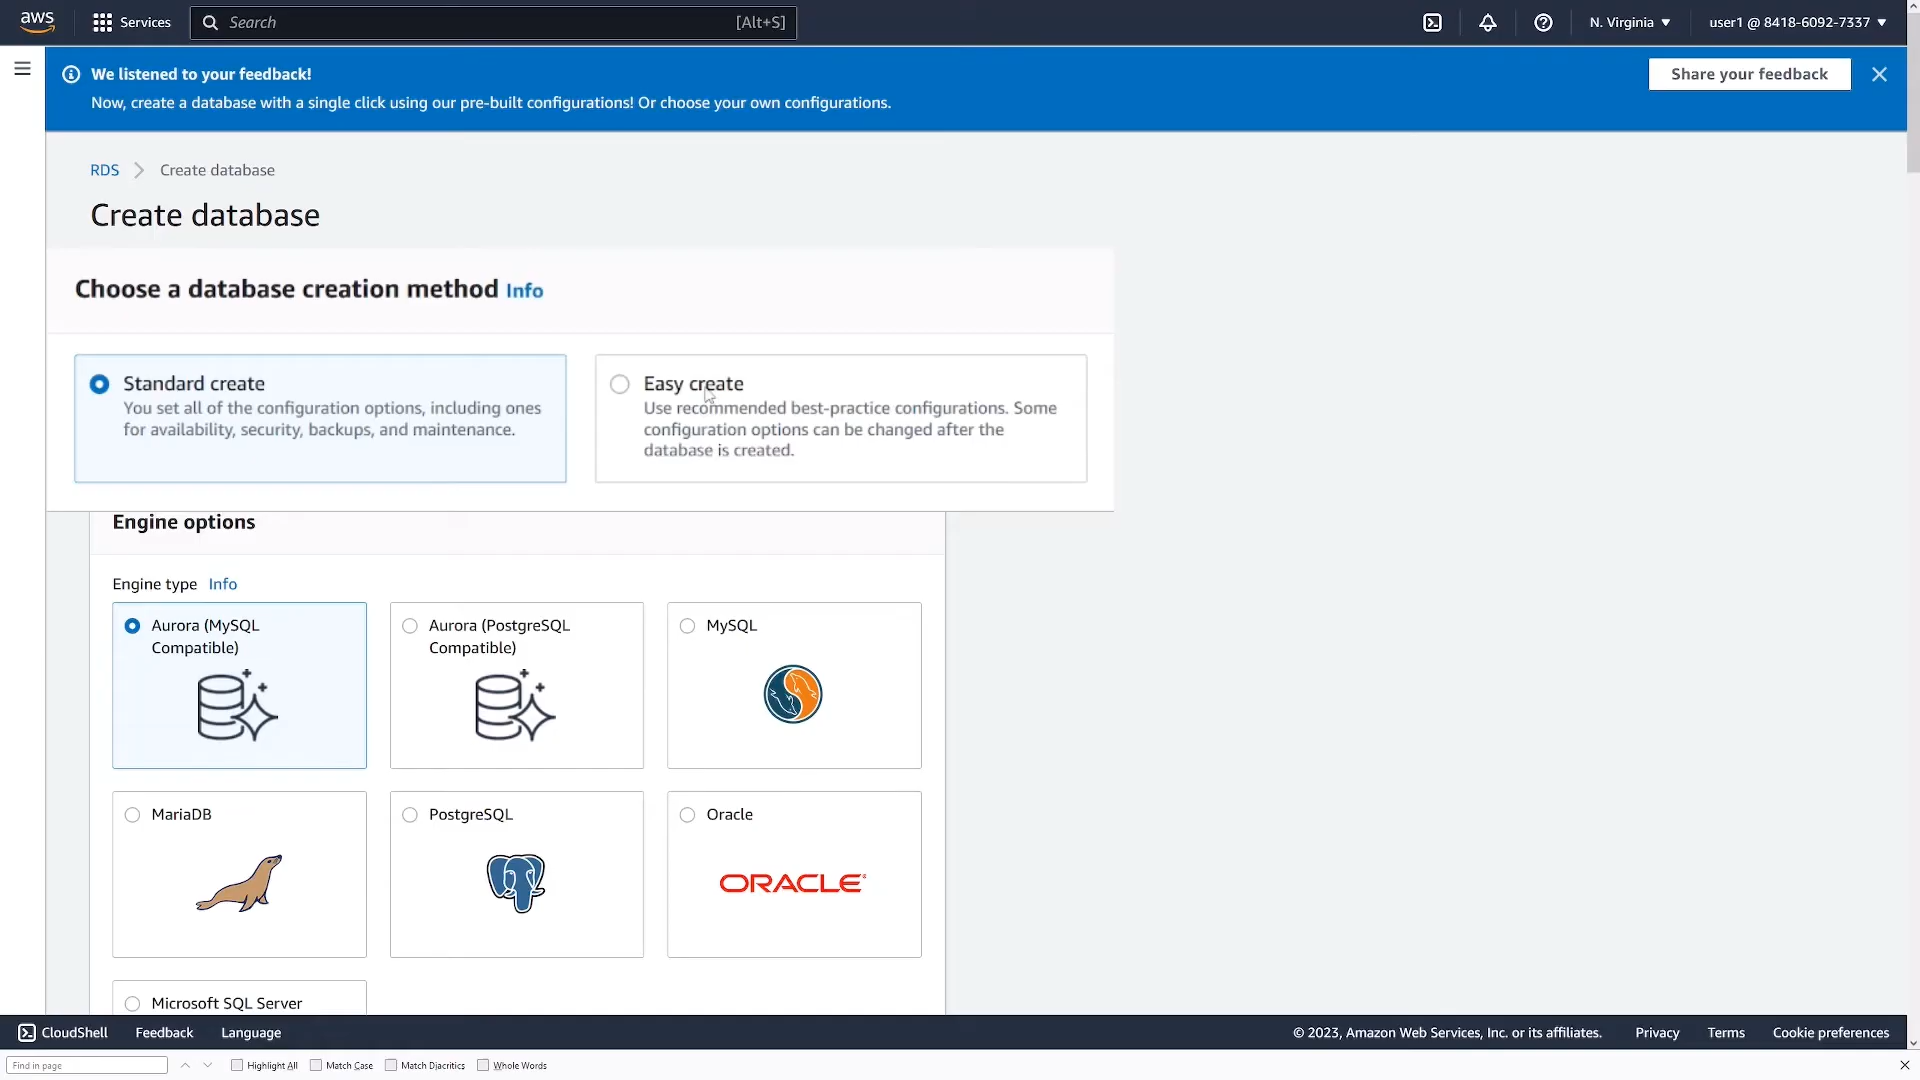 aws
Services
Search
[Alt+S]
N. Virginia
user1 @ 8418-6092-7337
We listened to your feedback!
Now, create a database with a single click using our pre-built configurations! Or choose your own configurations.
Share your feedback
RDS
Create database
Create database
Choose a database creation method Info
Standard create
You set all of the configuration options, including ones
for availability, security, backups, and maintenance.
Easy create
Use recommended best-practice configurations. Some
configuration options can be changed after the
database is created.
Engine options
Engine type Info
Aurora (MySQL
Compatible)
Aurora (PostgreSQL
Compatible)
MySQL
MariaDB
PostgreSQL
Oracle
ORACLE
Microsoft SQL Server
CloudShell
Feedback
Language
© 2023, Amazon Web Services, Inc. or its affiliates.
Privacy
Terms
Cookie preferences
Find in page
Highlight All
Match Case
Match Diacritics
Whole Words